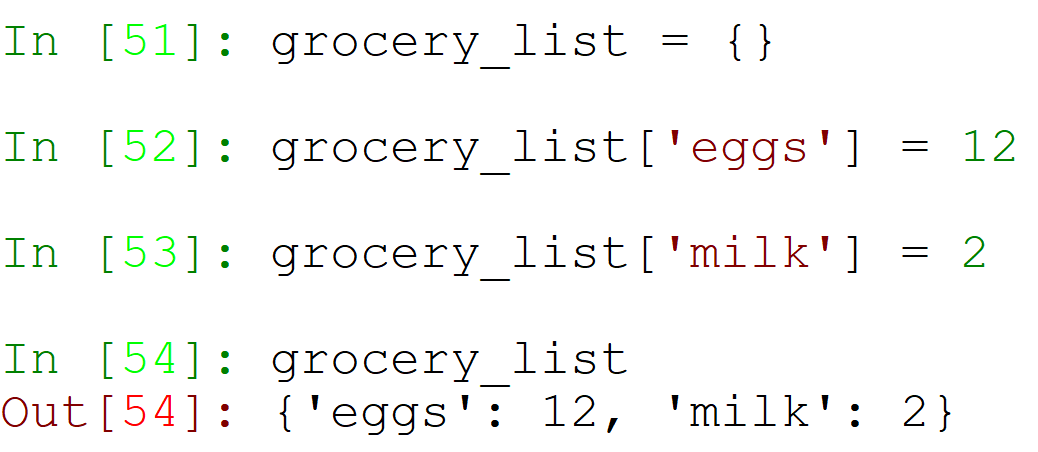 In [51]: grocery_list = {}
In [52]: grocery_list['eggs'] = 12
In [53]: grocery_list['milk'] = 2
In [54]: grocery_list
Out[54]: {'eggs': 12, 'milk': 2}